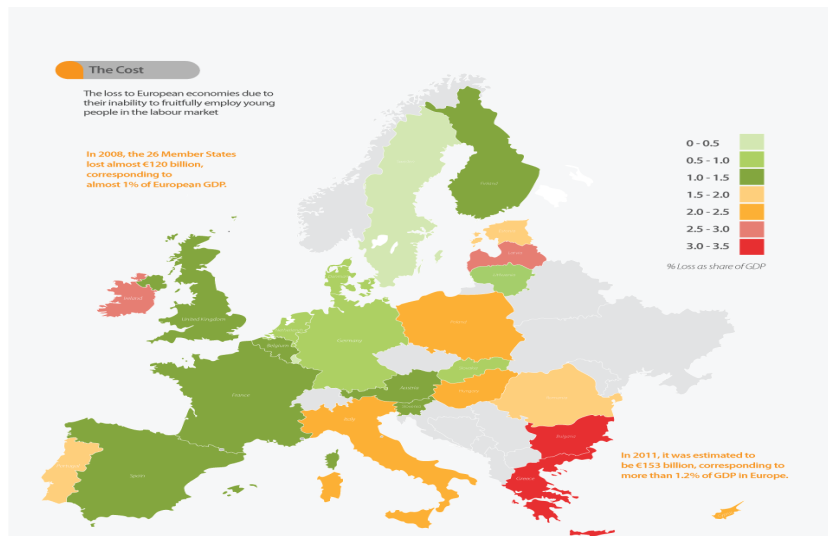 The Cost
The loss to European economies due to
their inability to fruitfully employ young
people in the labour market
In 2008, the 26 Member States
lost almost €120 billion,
corresponding to
almost 1% of European GDP.
0 - 0.5
0.5 - 1.0
1.0 - 1.5
1.5 - 2.0
2.0 - 2.5
2.5 - 3.0
3.0 - 3.5
% Loss as share of GDP
Finland
Ireland
United Kingdom
Belgium
Germany
Poland
France
Austria
Hungary
Spain
Bulgaria
Greece
In 2011, it was estimated to
be €153 billion, corresponding to
more than 1.2% of GDP in Europe.